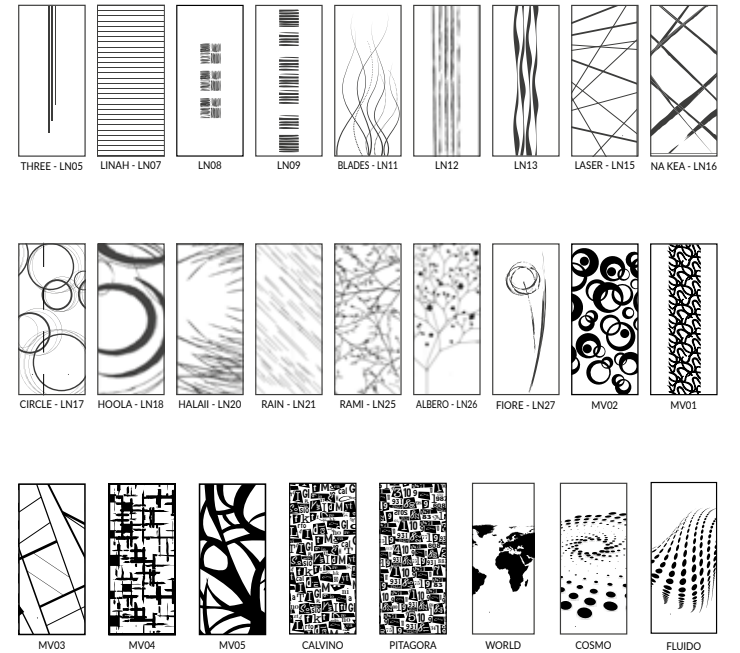 THREE - LN05
LINAH - LN07
LN08
LN09
BLADES - LN11
LN12
LN13
LASER - LN15
NA KEA - LN16
CIRCLE - LN17
HOOLA - LN18
HALAII - LN20
RAIN - LN21
RAMI - LN25
ALBERO - LN26
FIORE - LN27
MV02
MV01
MV03
MV04
MV05
CALVINO
PITAGORA
WORLD
COSMO
FLUIDO